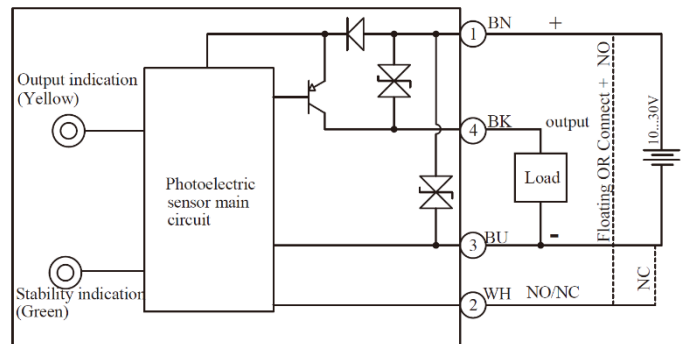 Output indication
(Yellow)
Photoelectric
sensor main
circuit
Stability indication
(Green)
1 BN +
4 BK output
Load
3 BU -
2 WH NO/NC
Floating OR Connect + NO
NC
10...30V